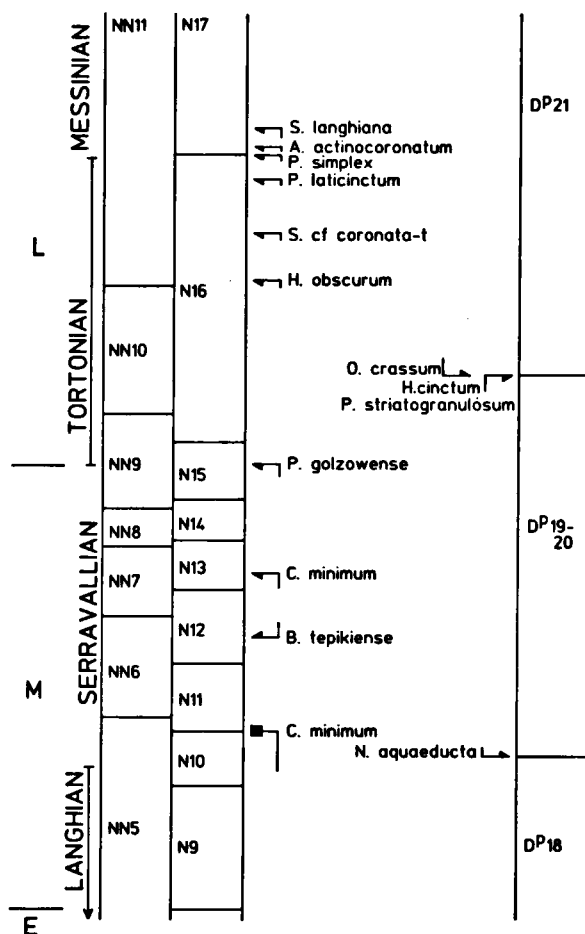 NN11
N17
MESSINIAN
DP21
S. langhiana
A. actinocoronatum
P. simplex
P. laticinctum
S. cf coronata-t
L
H. obscurum
N16
TORTONIAN
NN10
O. crassum
H.cinctum
P. striatogranulosum
NN9
N15
P. golzowense
NN8
N14
DP19-
20
SERRAVALLIAN
NN7
N13
C. minimum
N12
B. tepikiense
NN6
M
N11
C. minimum
N. aquaeducta
N10
LANGHIAN
NN5
N9
DP18
E